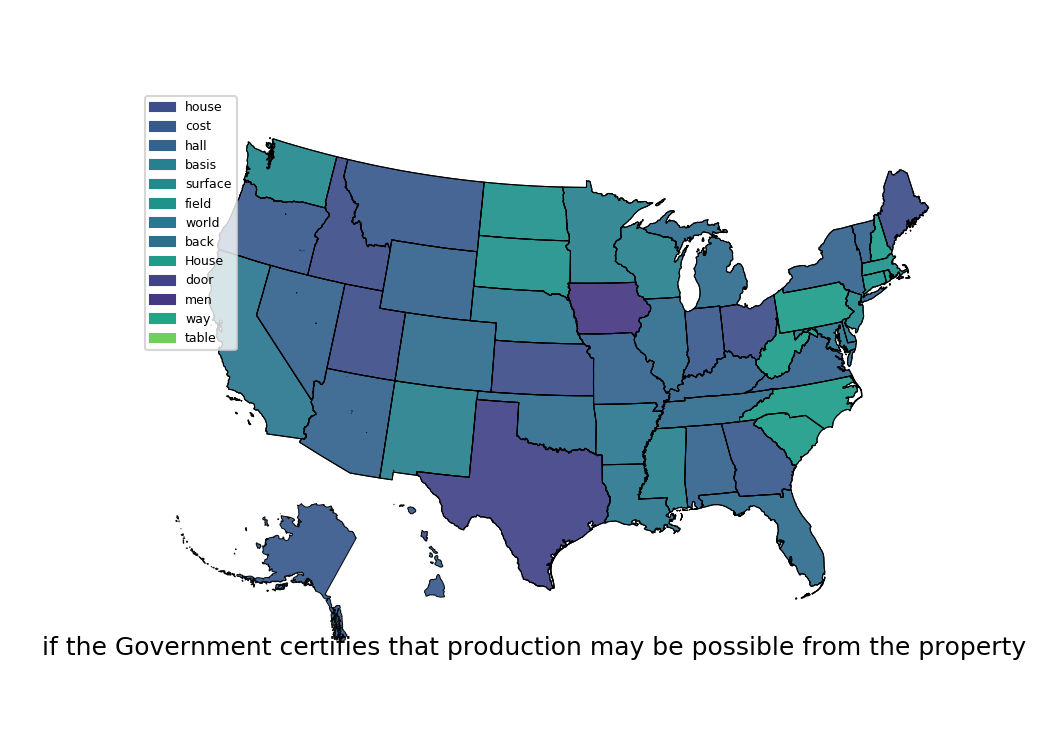 house
cost
hall
basis
surface
field
world
back
House
door
men
way
table
if the Government certifies that production may be possible from the property